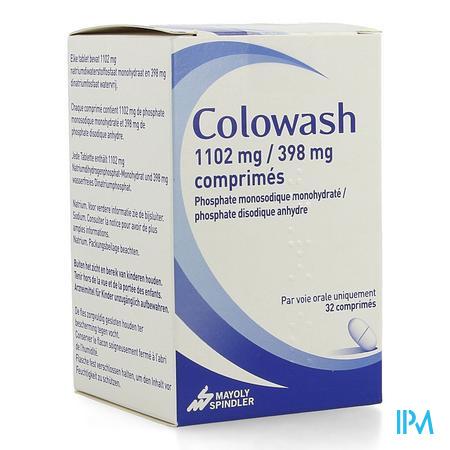 Elke tablet bevat 1102 mg
natriumdiwaterstoffosfaat monohydraat en 398 mg
dinatriumfosfaat watervrij.
Chaque comprimé contient 1102 mg de phosphate
monosodique monohydraté et 398 mg de
phosphate disodique anhydre.
Jede Tablette enthält 1102 mg
Natriumdihydrogenphosphat-Monohydrat und 398 mg
wasserfreies Dinatriumphosphat.
Natrium. Voor verdere informatie zie de bijsluiter.
Sodium. Consulter la notice pour avoir de plus
amples informations.
Natrium, Packungsbeilage beachten.
Buiten het zicht en bereik van kinderen houden.
Tenir hors de la vue et de la portée des enfants.
Arzneimittel für Kinder unzugänglich aufbewahren.
De fles zorgvuldig gesloten houden ter
bescherming tegen vocht.
Conserver le flacon soigneusement fermé à l'abri
de l'humidité.
Flasche fest verschlossen halten, um den Inhalt vor
Feuchtigkeit zu schützen.
Colowash
1102 mg / 398 mg
comprimés
Phosphate monosodique monohydraté /
phosphate disodique anhydre
Par voie orale uniquement
32 comprimés
MAYOLY
SPINDLER
IPM